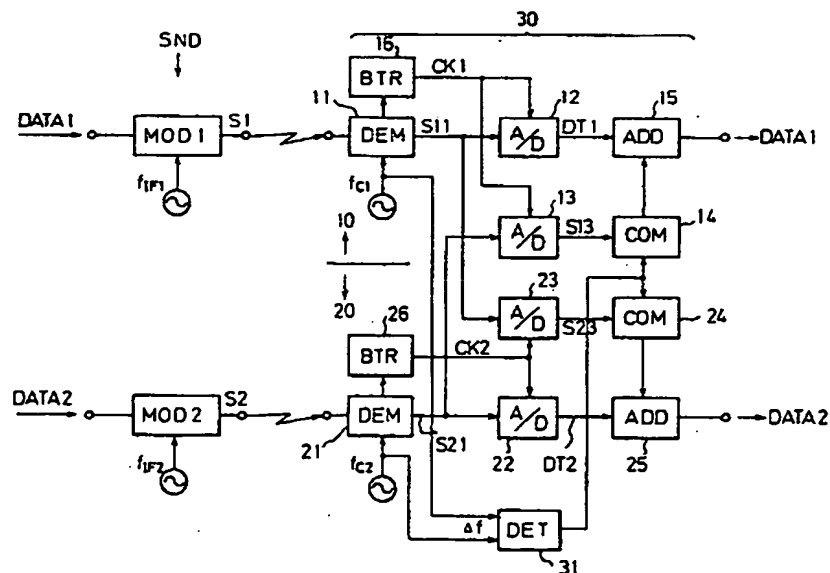 30
SND
16
BTR
CK1
11
12
15
DATA1
MOD1
S1
DEM
S11
A/D
DT1
ADD
DATA1
fIF1
fC1
13
14
A/D
S13
COM
10
20
23
26
A/D
S23
COM
24
BTR
CK2
DATA2
MOD2
S2
DEM
A/D
ADD
DATA2
21
S21
22
DT2
25
fIF2
fC2
Δf
DET
31